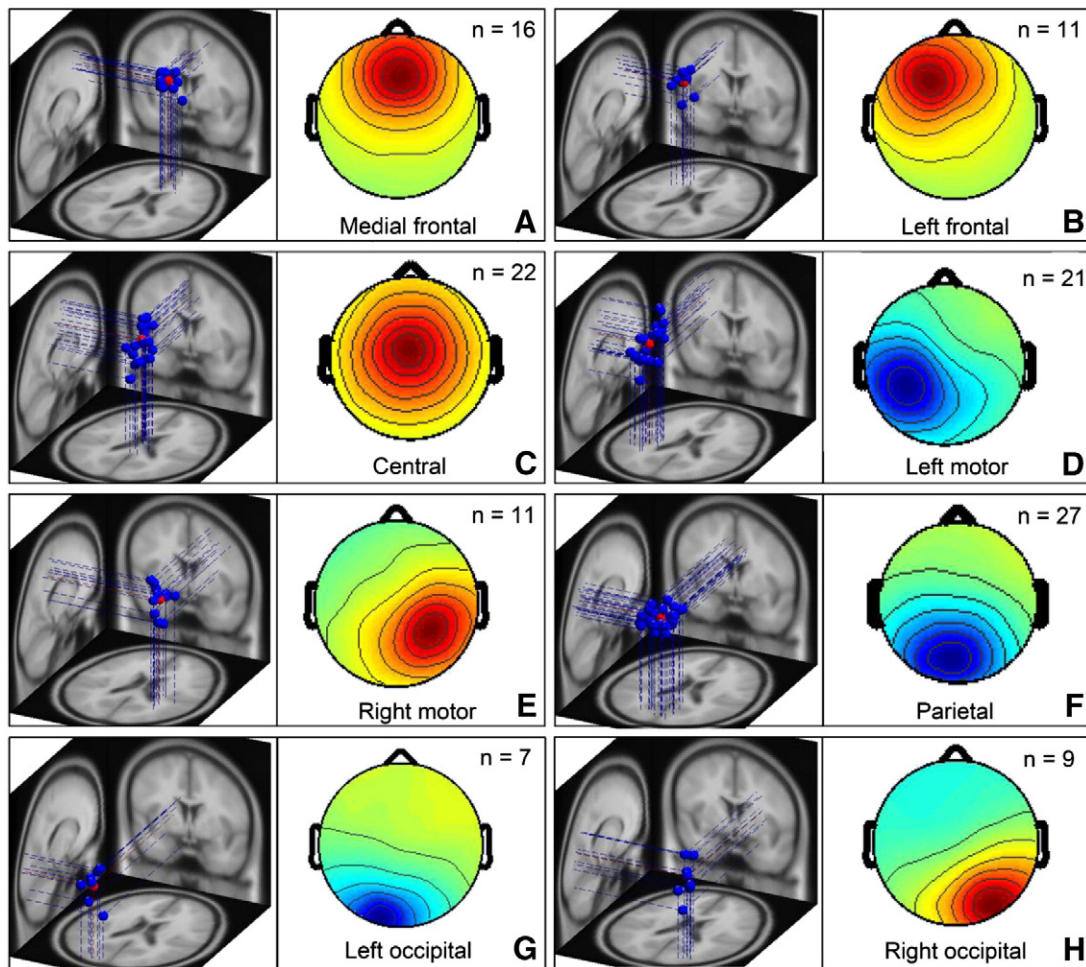 n = 16
Medial frontal
A
n = 11
Left frontal
B
n = 22
Central
C
n = 21
Left motor
D
n = 11
Right motor
E
n = 27
Parietal
F
n = 7
Left occipital
G
n = 9
Right occipital
H